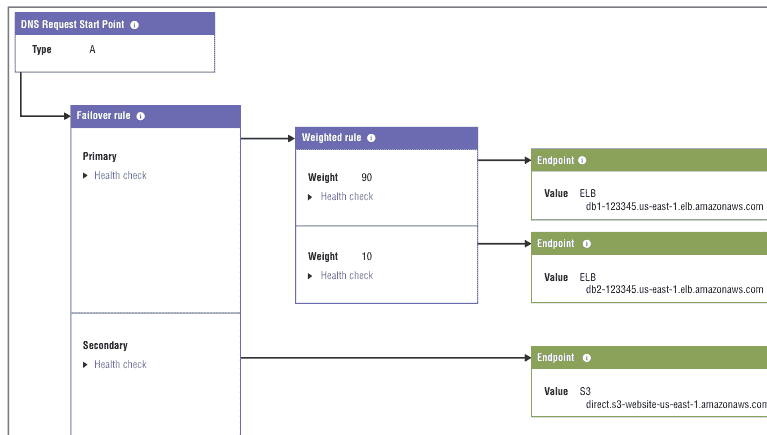 DNS Request Start Point
Type A
Failover rule
Primary
Health check
Weighted rule
Weight 90
Health check
Endpoint
Value ELB
db1-123345.us-east-1.elb.amazonaws.com
Weight 10
Health check
Endpoint
Value ELB
db2-123345.us-east-1.elb.amazonaws.com
Secondary
Health check
Endpoint
Value S3
direct.s3-website-us-east-1.amazonaws.com